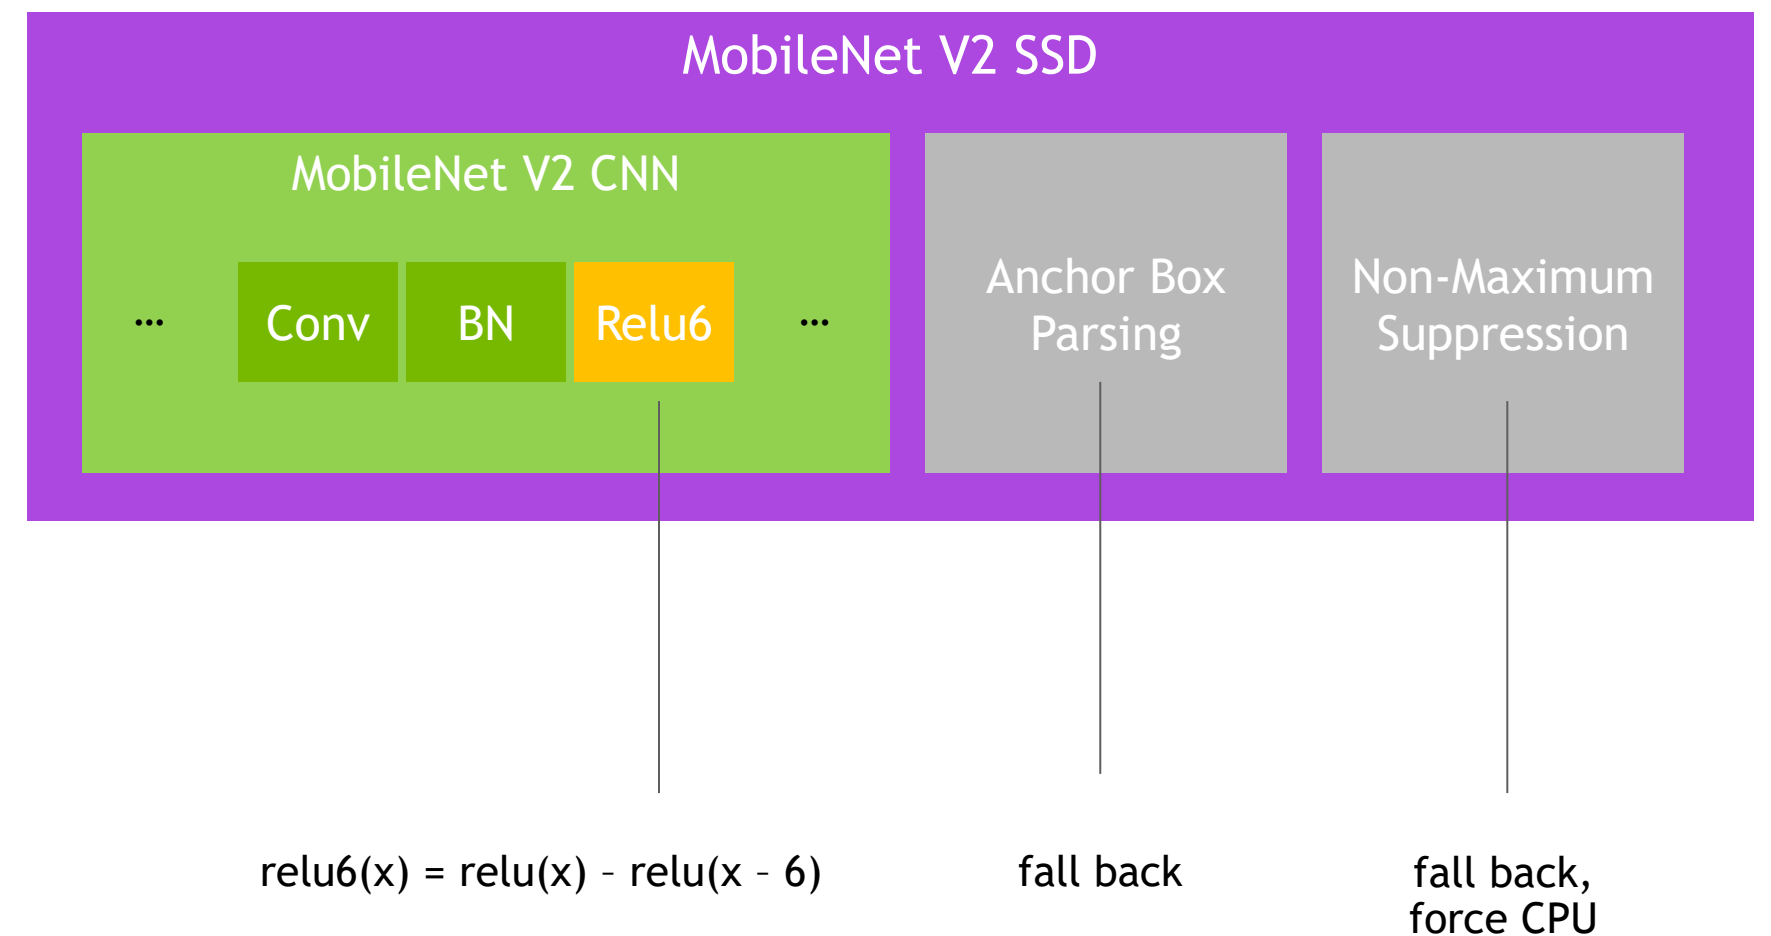 MobileNet V2 SSD
MobileNet V2 CNN
...
Conv
BN
Relu6
...
Anchor Box
Parsing
Non-Maximum
Suppression
relu6(x) = relu(x) – relu(x – 6)
fall back
fall back,
force CPU